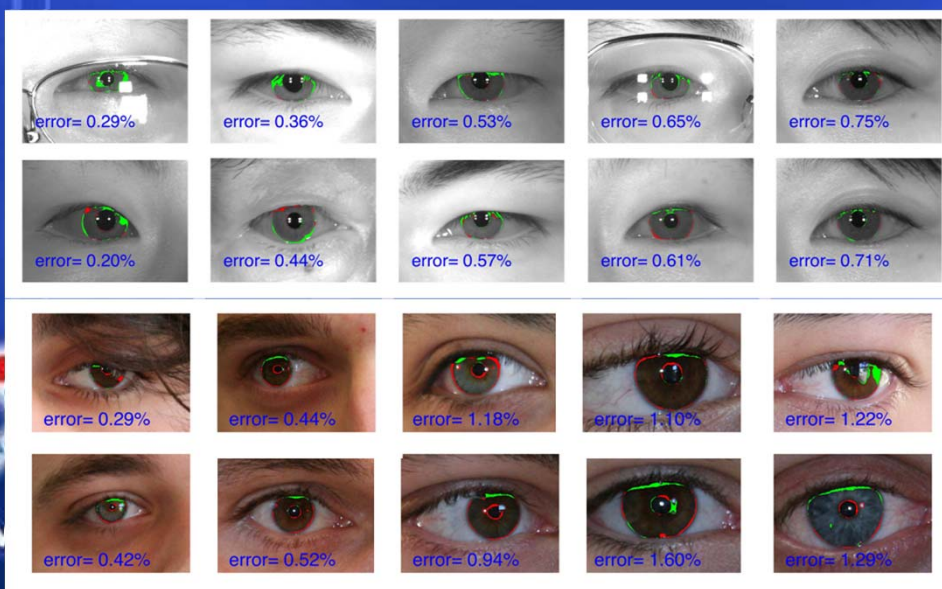 error= 0.29%
error= 0.36%
error= 0.53%
error= 0.65%
error= 0.75%
error= 0.20%
error= 0.44%
error= 0.57%
error= 0.61%
error= 0.71%
error= 0.29%
error= 0.44%
error= 1.18%
error= 1.10%
error= 1.22%
error= 0.42%
error= 0.52%
error= 0.94%
error= 1.60%
error= 1.29%